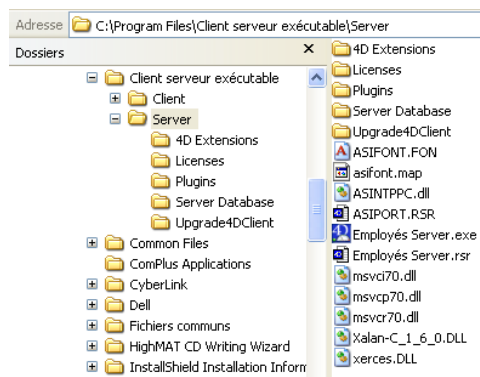 Adresse C:\Program Files\Client serveur exécutable\Server
Dossiers
Client serveur exécutable
Client
Server
4D Extensions
Licenses
Plugins
Server Database
Upgrade4DClient
Common Files
ComPlus Applications
CyberLink
Dell
Fichiers communs
HighMAT CD Writing Wizard
InstallShield Installation Inform
4D Extensions
Licenses
Plugins
Server Database
Upgrade4DClient
ASIFONT.FON
asifont.map
ASINTPPC.dll
ASIPORT.RSR
Employés Server.exe
Employés Server.rsr
msvci70.dll
msvcp70.dll
msvcr70.dll
Xalan-C_1_6_0.DLL
xerces.DLL